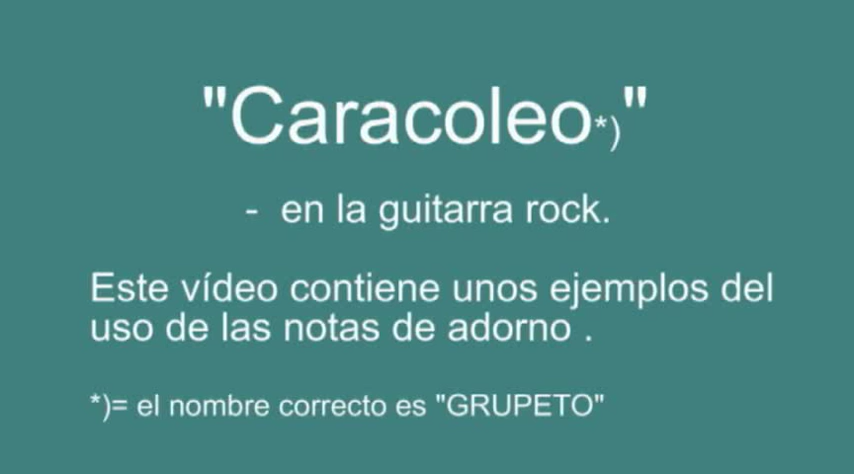 "Caracoleo*)"
- en la guitarra rock.
Este vídeo contiene unos ejemplos del
uso de las notas de adorno .
*)= el nombre correcto es "GRUPETO"